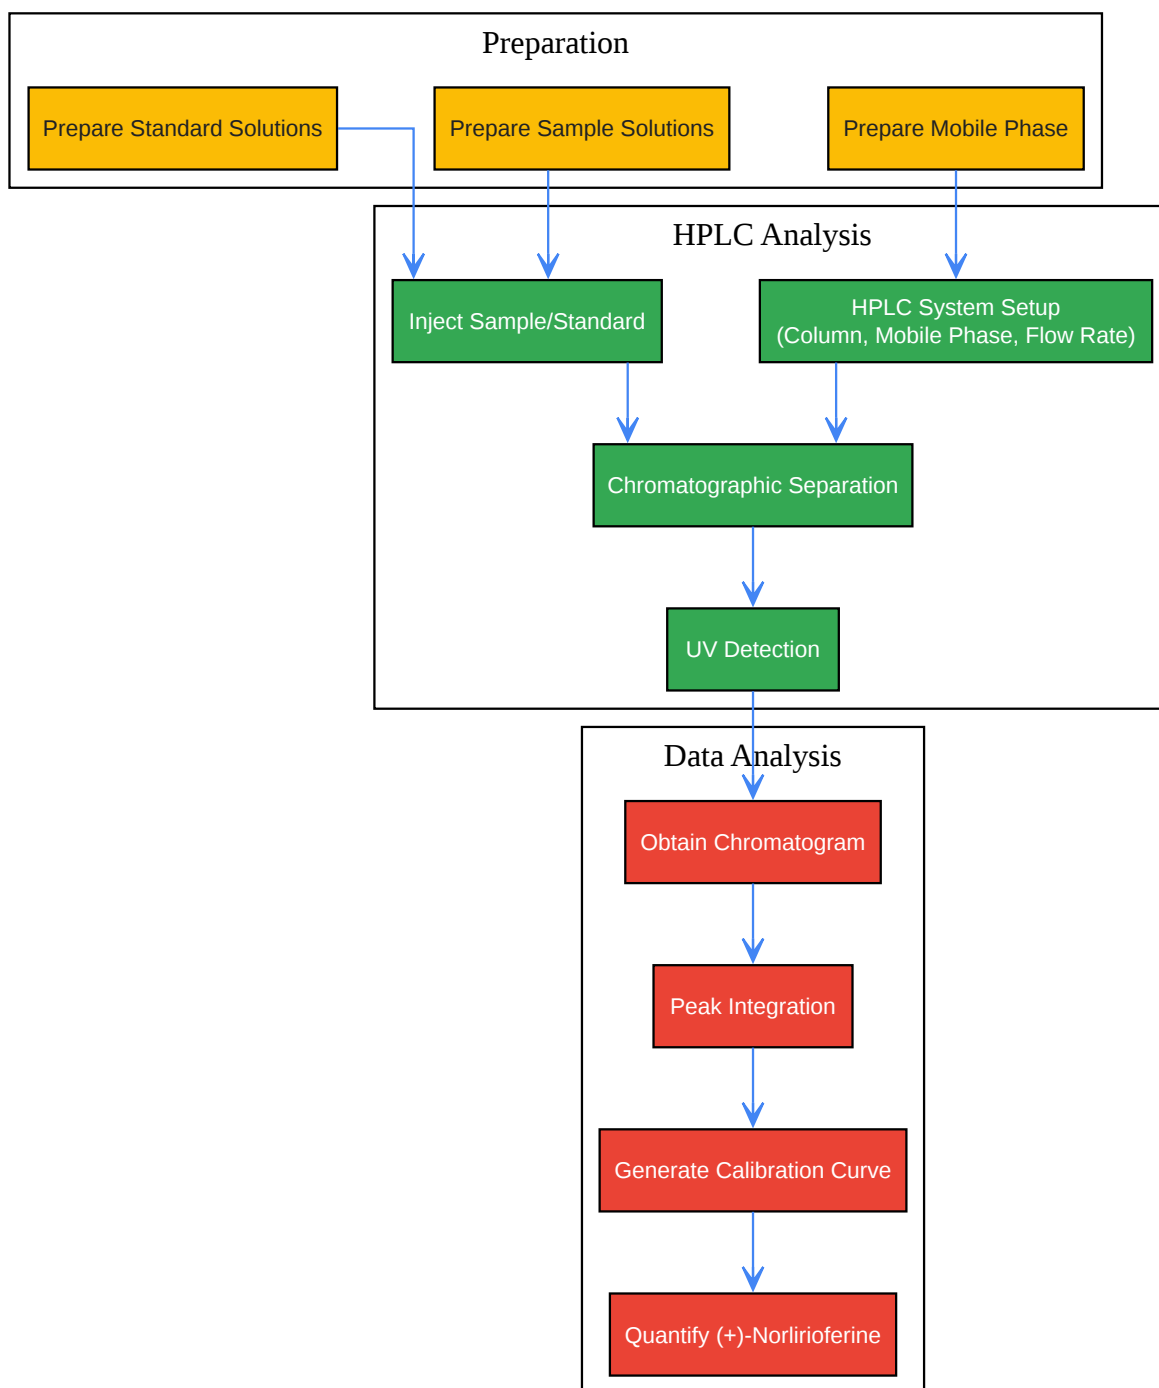 Preparation
Prepare Standard Solutions
Prepare Sample Solutions
Prepare Mobile Phase
HPLC Analysis
Inject Sample/Standard
HPLC System Setup
(Column, Mobile Phase, Flow Rate)
Chromatographic Separation
UV Detection
Data Analysis
Obtain Chromatogram
Peak Integration
Generate Calibration Curve
Quantify (+)-Norlirioferine